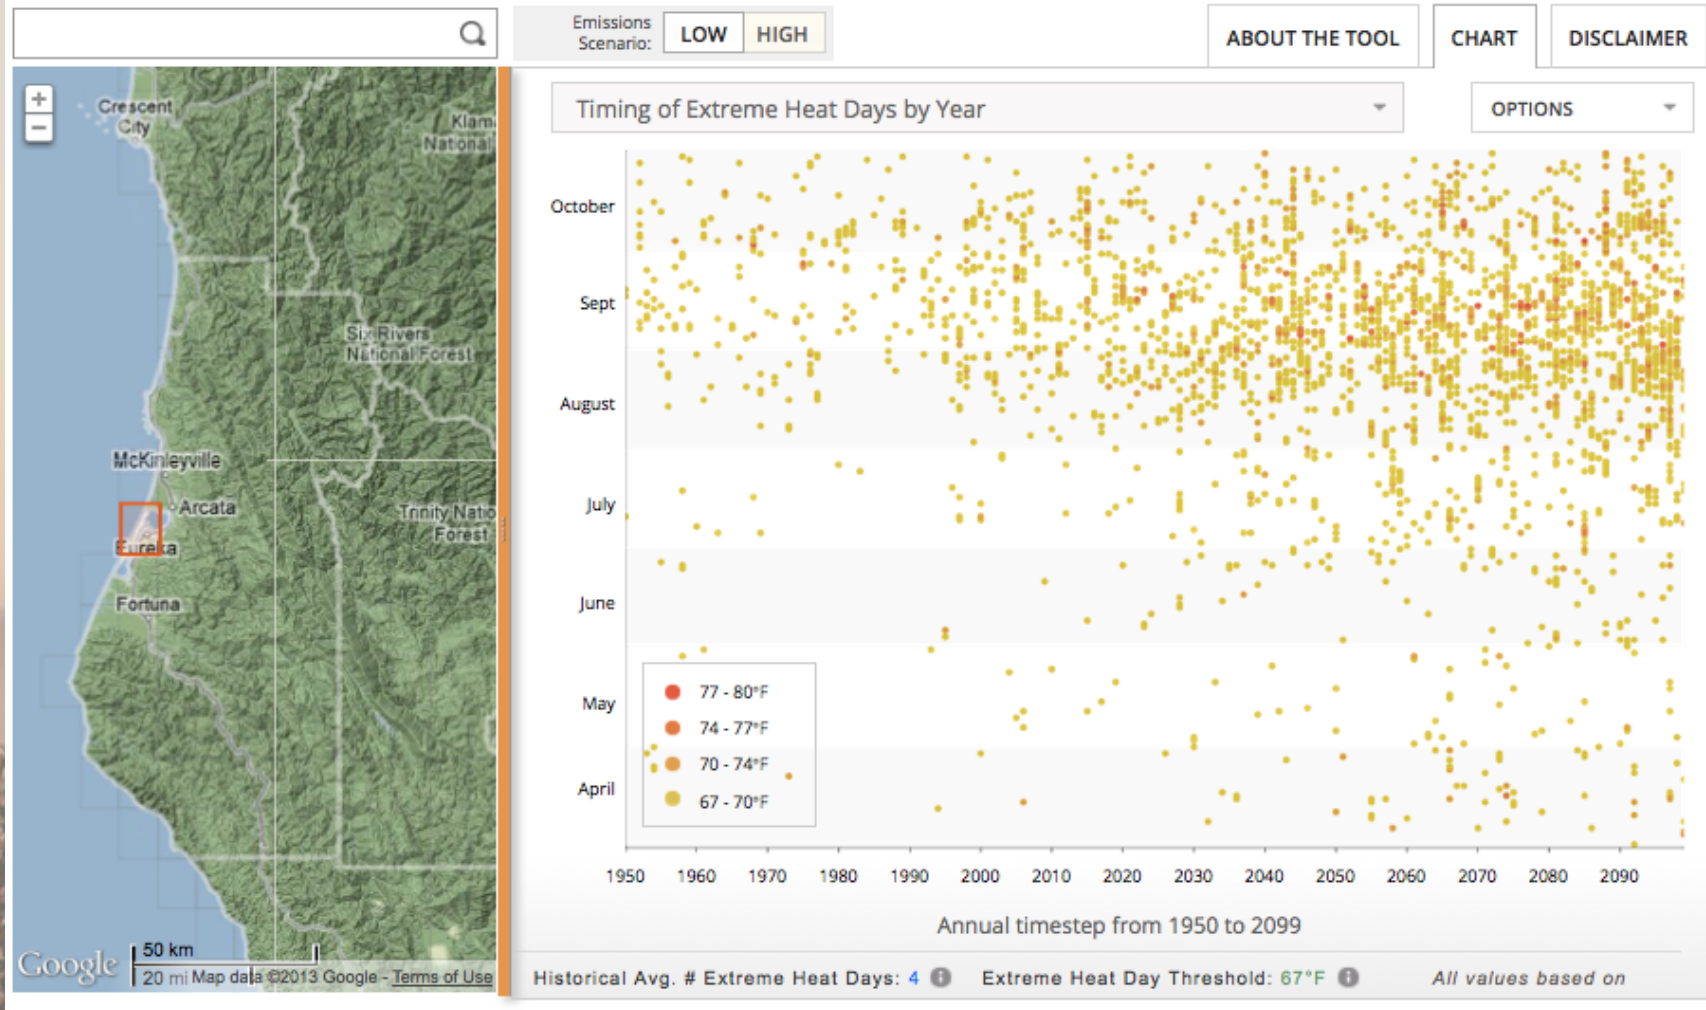 Emissions
Scenario:
LOW
HIGH
ABOUT THE TOOL
CHART
DISCLAIMER
+
−
Crescent
City
Klam
National
Six Rivers
National Forest
McKinleyville
Arcata
Eureka
Trinity Natio
Forest
Fortuna
Google
50 km
20 mi
Map data ©2013 Google - Terms of Use
Timing of Extreme Heat Days by Year
OPTIONS
October
Sept
August
July
June
May
April
77 - 80°F
74 - 77°F
70 - 74°F
67 - 70°F
1950 1960 1970 1980 1990 2000 2010 2020 2030 2040 2050 2060 2070 2080 2090
Annual timestep from 1950 to 2099
Historical Avg. # Extreme Heat Days: 4 i Extreme Heat Day Threshold: 67°F i All values based on